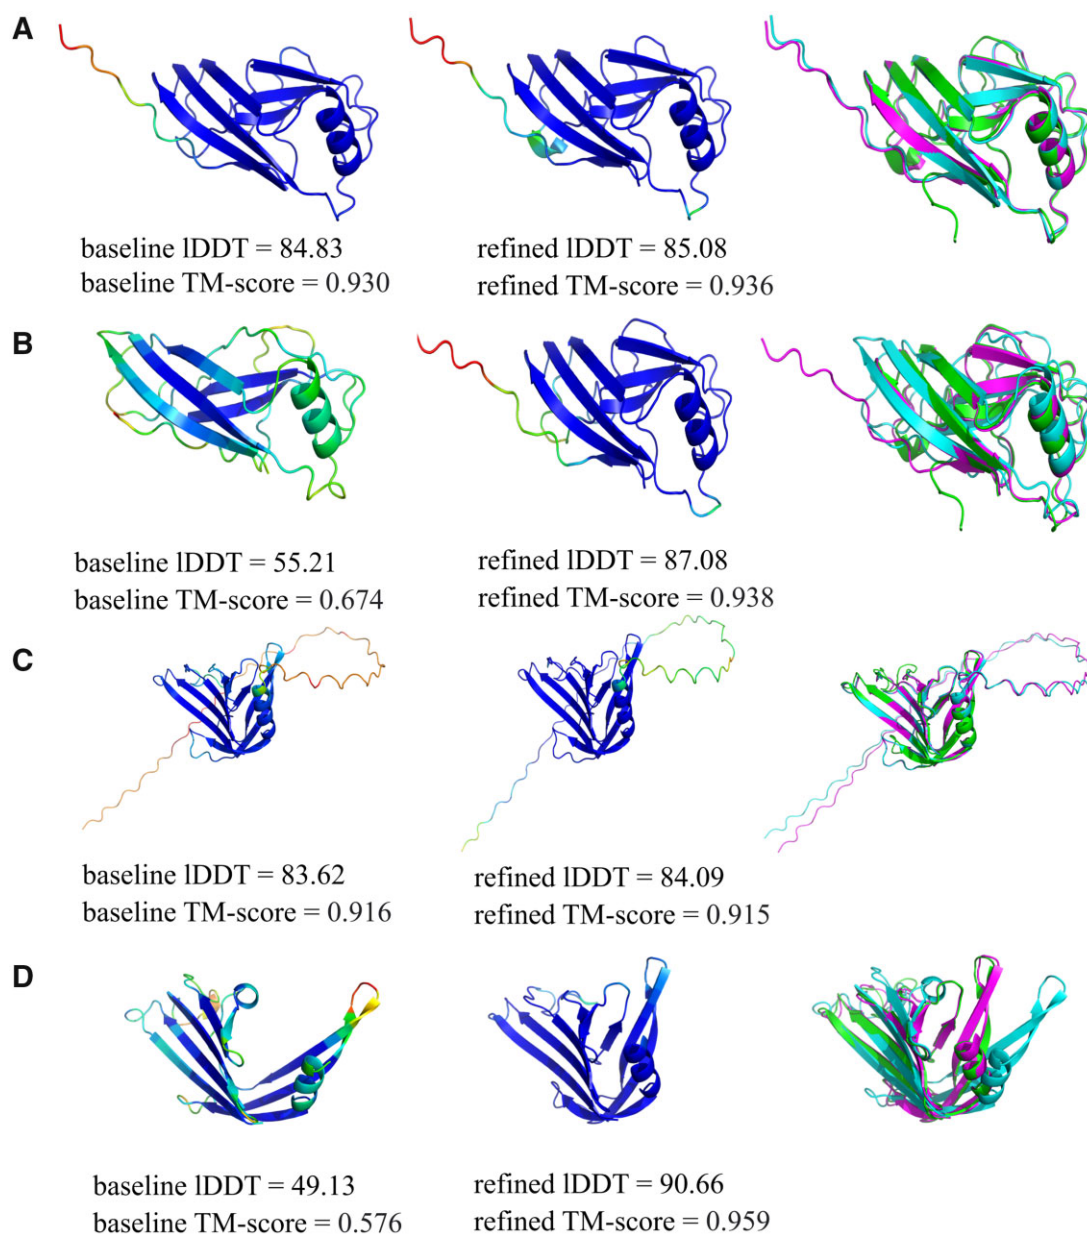 A
baseline lDDT = 84.83
baseline TM-score = 0.930
refined lDDT = 85.08
refined TM-score = 0.936
B
baseline lDDT = 55.21
baseline TM-score = 0.674
refined lDDT = 87.08
refined TM-score = 0.938
C
baseline lDDT = 83.62
baseline TM-score = 0.916
refined lDDT = 84.09
refined TM-score = 0.915
D
baseline lDDT = 49.13
baseline TM-score = 0.576
refined lDDT = 90.66
refined TM-score = 0.959